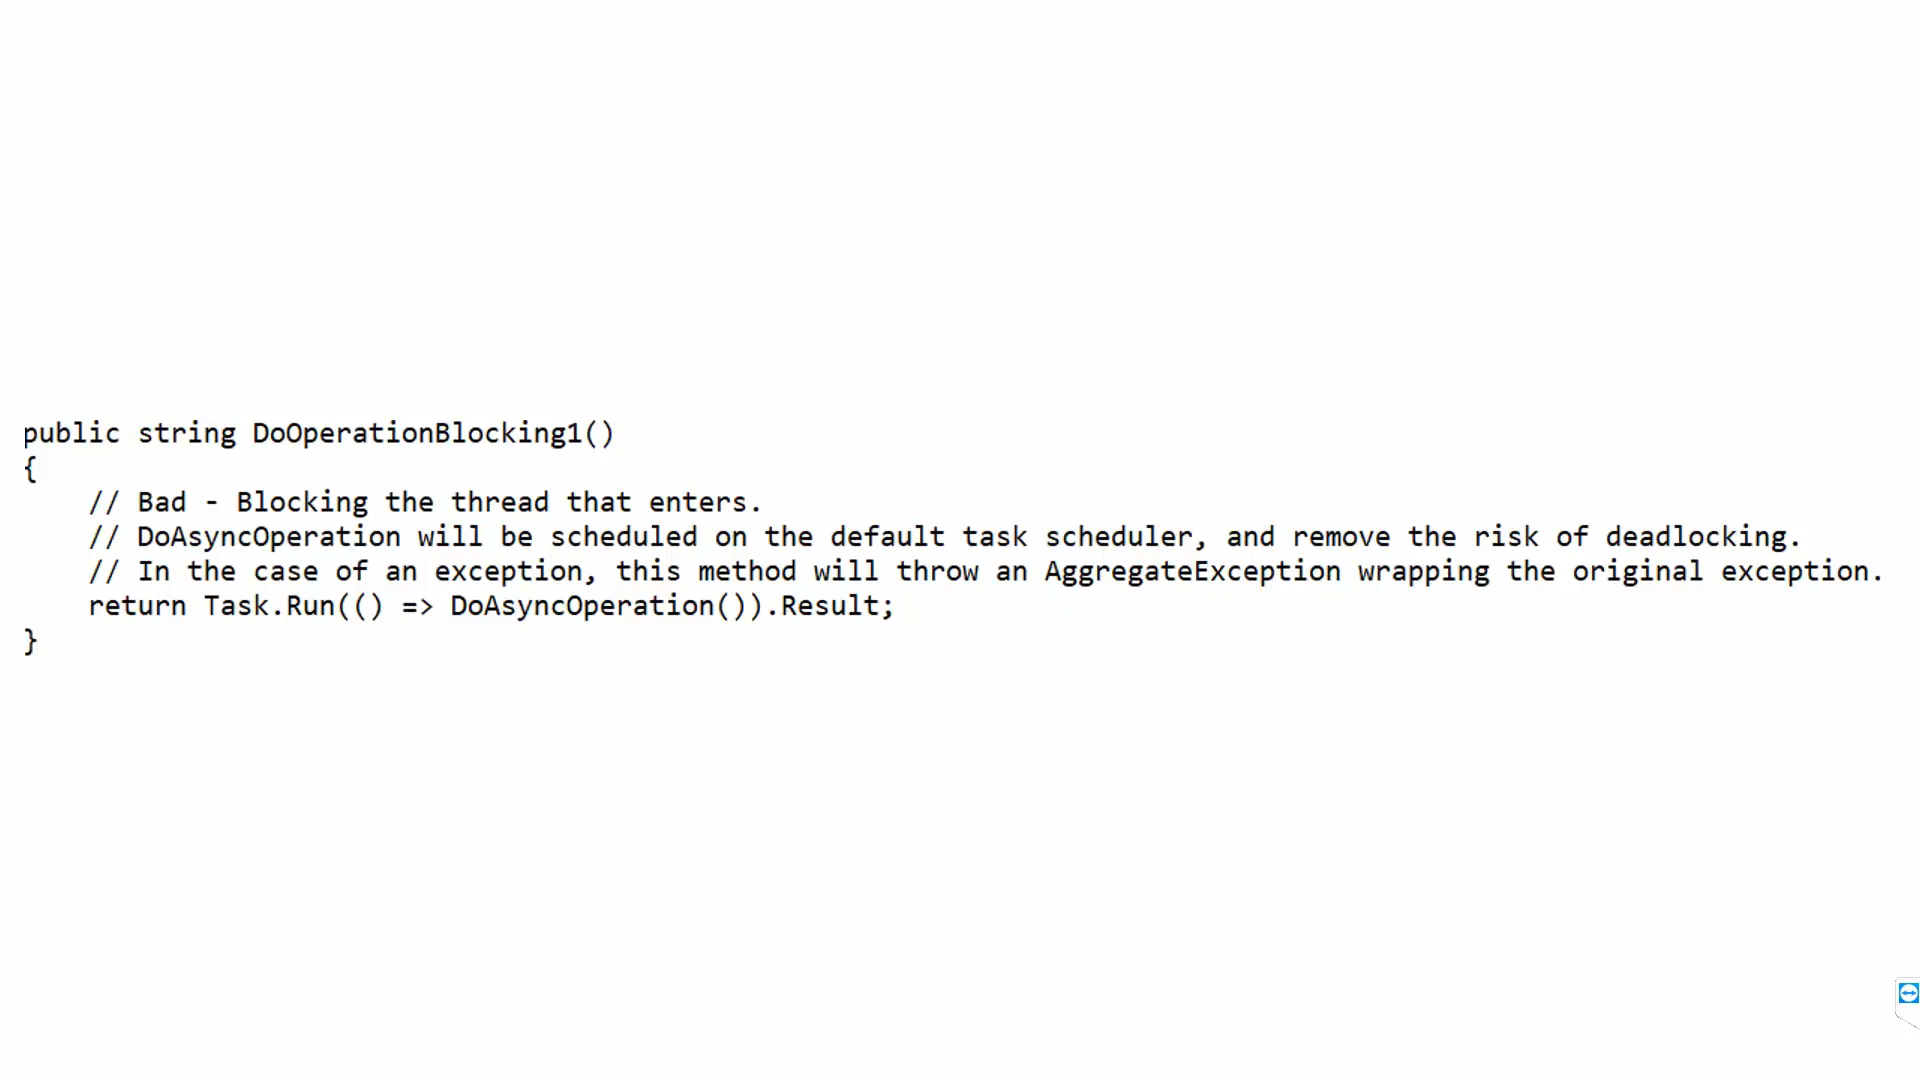 public string DoOperationBlocking1()
{
    // Bad - Blocking the thread that enters.
    // DoAsyncOperation will be scheduled on the default task scheduler, and remove the risk of deadlocking.
    // In the case of an exception, this method will throw an AggregateException wrapping the original exception.
    return Task.Run(() => DoAsyncOperation()).Result;
}